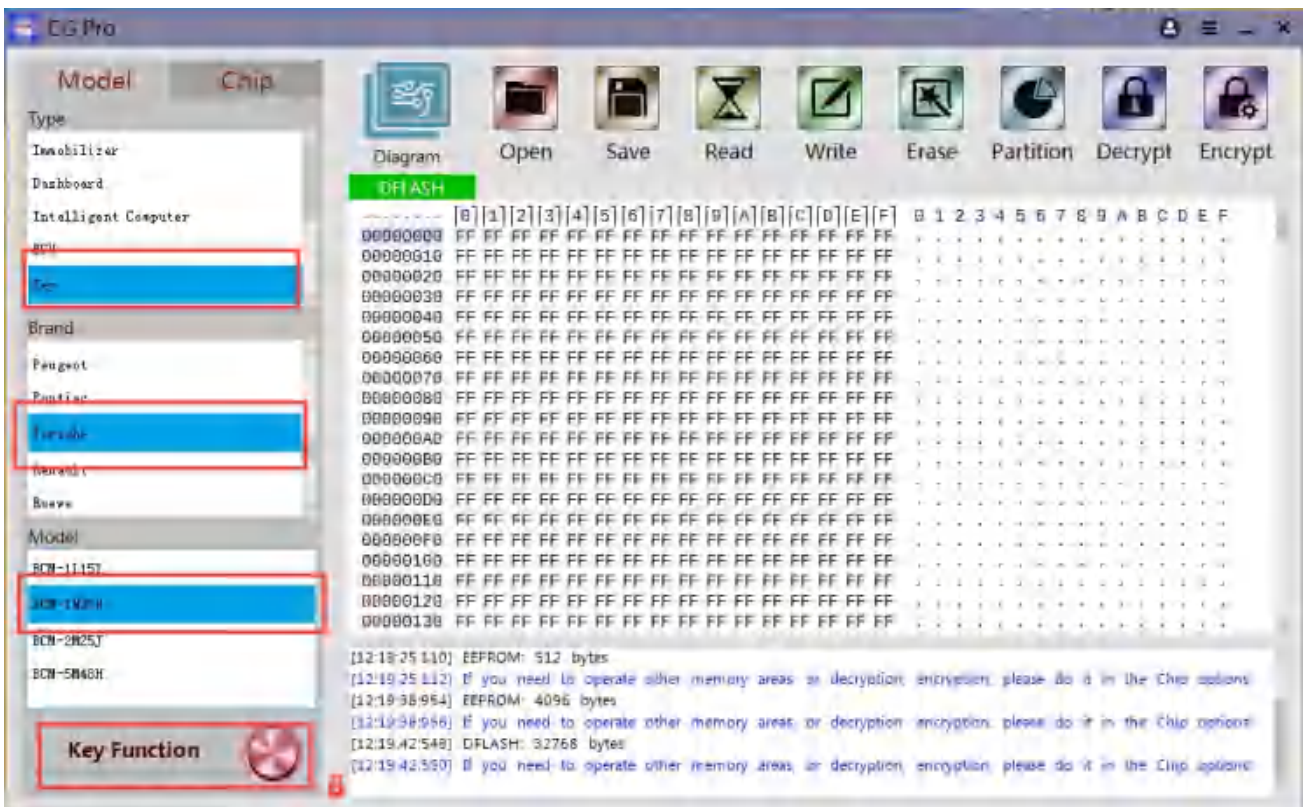 CG Pro
Model Chip
Type
Immobilizer
Dashboard
Intelligent Computer
Brand
Peugeot
Pontiac
Porsche
Renault
Model
BCM-1L15Y
BCM-2M25J
BCM-5M48H
Key Function
Diagram Open Save Read Write Erase Partition Decrypt Encrypt
DFLASH
[0][1][2][3][4][5][6][7][8][9][A][B][C][D][E][F] 0 1 2 3 4 5 6 7 8 9 A B C D E F
00000000 FF FF FF FF FF FF FF FF FF FF FF FF FF FF FF FF . . . . . . . . . . . . . . . .
00000010 FF FF FF FF FF FF FF FF FF FF FF FF FF FF FF FF . . . . . . . . . . . . . . . .
00000020 FF FF FF FF FF FF FF FF FF FF FF FF FF FF FF FF . . . . . . . . . . . . . . . .
00000030 FF FF FF FF FF FF FF FF FF FF FF FF FF FF FF FF . . . . . . . . . . . . . . . .
00000040 FF FF FF FF FF FF FF FF FF FF FF FF FF FF FF FF . . . . . . . . . . . . . . . .
00000050 FF FF FF FF FF FF FF FF FF FF FF FF FF FF FF FF . . . . . . . . . . . . . . . .
00000060 FF FF FF FF FF FF FF FF FF FF FF FF FF FF FF FF . . . . . . . . . . . . . . . .
00000070 FF FF FF FF FF FF FF FF FF FF FF FF FF FF FF FF . . . . . . . . . . . . . . . .
00000080 FF FF FF FF FF FF FF FF FF FF FF FF FF FF FF FF . . . . . . . . . . . . . . . .
00000090 FF FF FF FF FF FF FF FF FF FF FF FF FF FF FF FF . . . . . . . . . . . . . . . .
000000A0 FF FF FF FF FF FF FF FF FF FF FF FF FF FF FF FF . . . . . . . . . . . . . . . .
000000B0 FF FF FF FF FF FF FF FF FF FF FF FF FF FF FF FF . . . . . . . . . . . . . . . .
000000C0 FF FF FF FF FF FF FF FF FF FF FF FF FF FF FF FF . . . . . . . . . . . . . . . .
000000D0 FF FF FF FF FF FF FF FF FF FF FF FF FF FF FF FF . . . . . . . . . . . . . . . .
000000E0 FF FF FF FF FF FF FF FF FF FF FF FF FF FF FF FF . . . . . . . . . . . . . . . .
000000F0 FF FF FF FF FF FF FF FF FF FF FF FF FF FF FF FF . . . . . . . . . . . . . . . .
00000100 FF FF FF FF FF FF FF FF FF FF FF FF FF FF FF FF . . . . . . . . . . . . . . . .
00000110 FF FF FF FF FF FF FF FF FF FF FF FF FF FF FF FF . . . . . . . . . . . . . . . .
00000120 FF FF FF FF FF FF FF FF FF FF FF FF FF FF FF FF . . . . . . . . . . . . . . . .
00000130 FF FF FF FF FF FF FF FF FF FF FF FF FF FF FF FF . . . . . . . . . . . . . . . .
EEPROM: 512 bytes
[12:19:25:112] If you need to operate other memory areas or decryption, encryption, please do it in the Chip options!
[12:19:38:954] EEPROM: 4096 bytes
[12:19:38:956] If you need to operate other memory areas or decryption, encryption, please do it in the Chip options!
[12:19:42:548] DFLASH: 32768 bytes
[12:19:42:550] If you need to operate other memory areas or decryption, encryption, please do it in the Chip options!